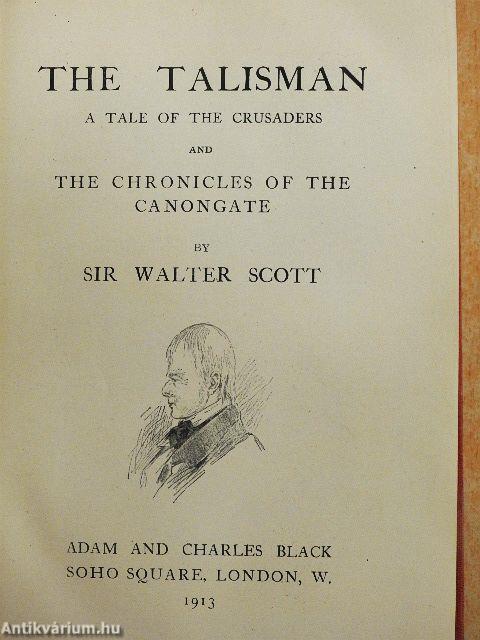 THE TALISMAN
A TALE OF THE CRUSADERS
AND
THE CHRONICLES OF THE
CANONGATE
BY
SIR WALTER SCOTT
ADAM AND CHARLES BLACK
SOHO SQUARE, LONDON, W.
1913
Antikvárium.hu